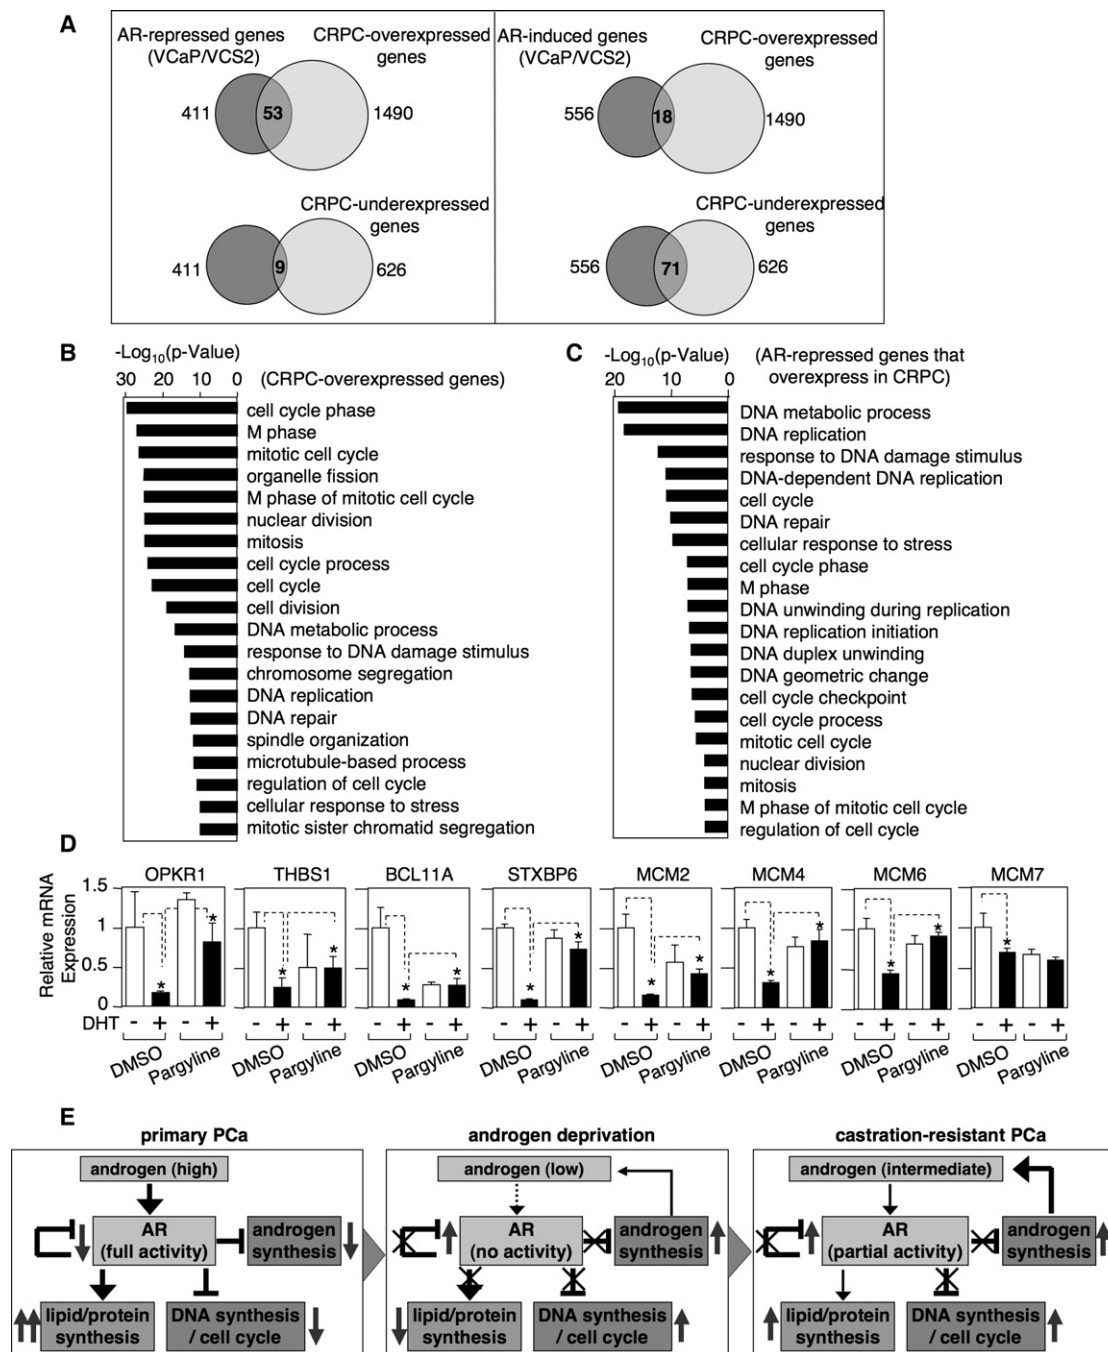 A
AR-repressed genes
(VCaP/VCS2)
CRPC-overexpressed
genes
411
53
1490
CRPC-underexpressed
genes
411
9
626
AR-induced genes
(VCaP/VCS2)
CRPC-overexpressed
genes
556
18
1490
CRPC-underexpressed
genes
556
71
626
B
-Log10(p-Value)
30 20 10 0
(CRPC-overexpressed genes)
cell cycle phase
M phase
mitotic cell cycle
organelle fission
M phase of mitotic cell cycle
nuclear division
mitosis
cell cycle process
cell cycle
cell division
DNA metabolic process
response to DNA damage stimulus
chromosome segregation
DNA replication
DNA repair
spindle organization
microtubule-based process
regulation of cell cycle
cellular response to stress
mitotic sister chromatid segregation
C
-Log10(p-Value)
20 10 0
(AR-repressed genes that
overexpress in CRPC)
DNA metabolic process
DNA replication
response to DNA damage stimulus
DNA-dependent DNA replication
cell cycle
DNA repair
cellular response to stress
cell cycle phase
M phase
DNA unwinding during replication
DNA replication initiation
DNA duplex unwinding
DNA geometric change
cell cycle checkpoint
cell cycle process
mitotic cell cycle
nuclear division
mitosis
M phase of mitotic cell cycle
regulation of cell cycle
D
OPKR1 THBS1 BCL11A STXBP6 MCM2 MCM4 MCM6 MCM7
Relative mRNA
Expression
1.5
1
0.5
0
* * * * * * * * * * * * * * *
DHT - + - + - + - + - + - + - + - + - + - + - + - + - + - + - + - +
DMSO Pargyline DMSO Pargyline DMSO Pargyline DMSO Pargyline DMSO Pargyline DMSO Pargyline DMSO Pargyline DMSO Pargyline
E
primary PCa
androgen (high)
AR
(full activity)
androgen
synthesis
lipid/protein
synthesis
DNA synthesis
/ cell cycle
androgen deprivation
androgen (low)
AR
(no activity)
androgen
synthesis
lipid/protein
synthesis
DNA synthesis
/ cell cycle
castration-resistant PCa
androgen (intermediate)
AR
(partial activity)
androgen
synthesis
lipid/protein
synthesis
DNA synthesis
/ cell cycle